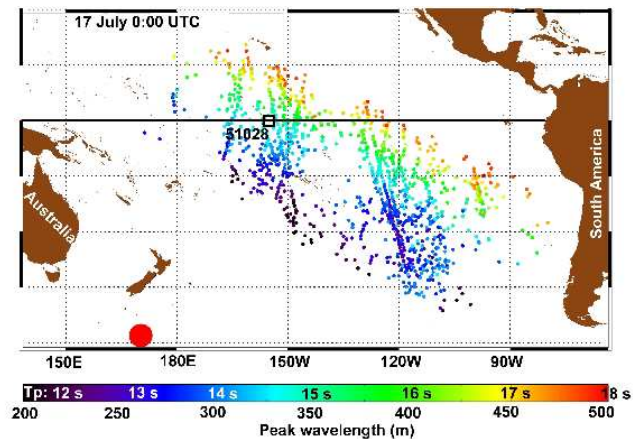 17 July 0:00 UTC
51028
Australia
South America
150E 180E 150W 120W 90W
Tp: 12 s 13 s 14 s 15 s 16 s 17 s 18 s
200 250 300 350 400 450 500
Peak wavelength (m)